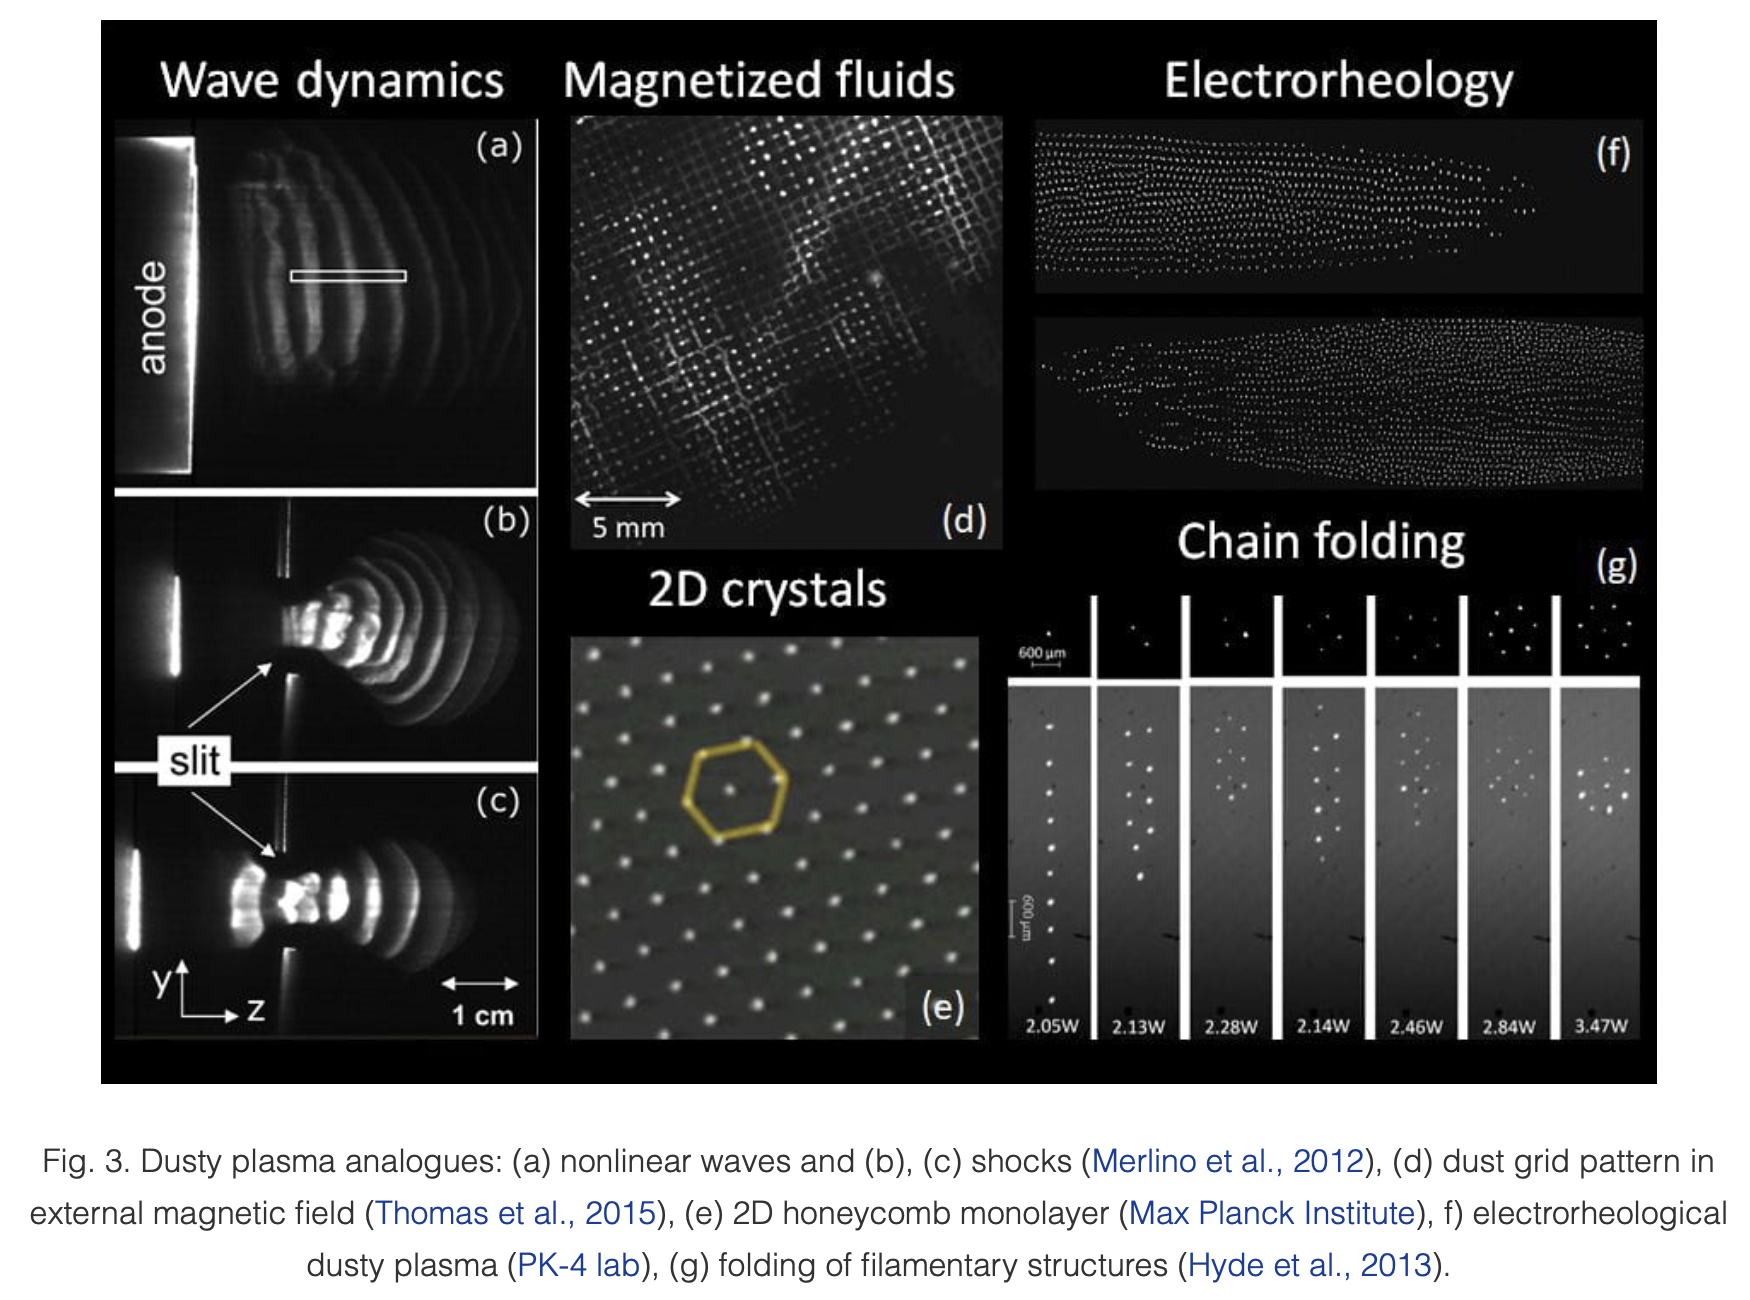 Wave dynamics
Magnetized fluids
Electrorheology
(a)
anode
(b)
slit
(c)
y
z
1 cm
5 mm
(d)
2D crystals
(e)
(f)
Chain folding
(g)
600 µm
600 µm
2.05W
2.13W
2.28W
2.14W
2.46W
2.84W
3.47W
Fig. 3. Dusty plasma analogues: (a) nonlinear waves and (b), (c) shocks (Merlino et al., 2012), (d) dust grid pattern in
external magnetic field (Thomas et al., 2015), (e) 2D honeycomb monolayer (Max Planck Institute), f) electrorheological
dusty plasma (PK-4 lab), (g) folding of filamentary structures (Hyde et al., 2013).